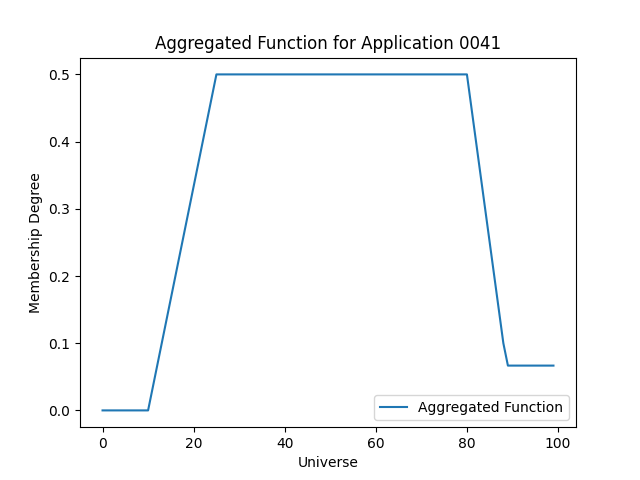 Aggregated Function for Application 0041
0.5
0.4
0.3
0.2
0.1
0.0
Membership Degree
Aggregated Function
0 20 40 60 80 100
Universe